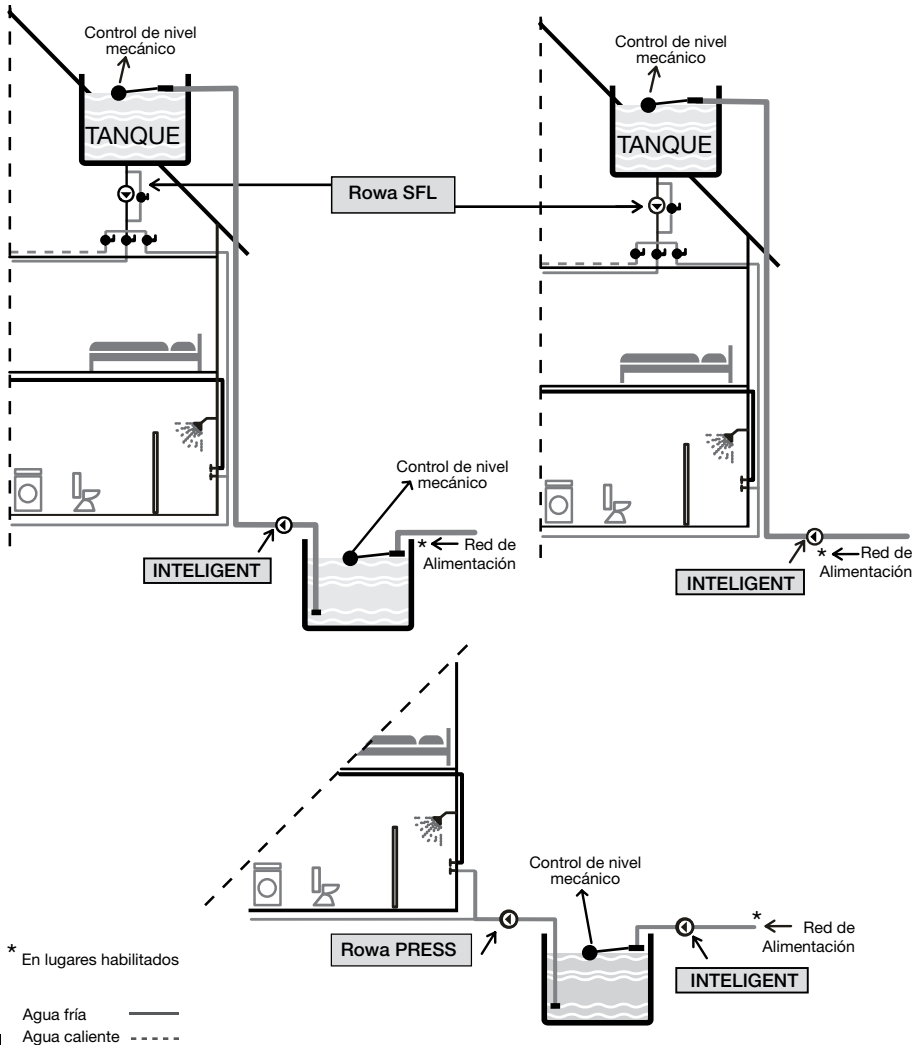 Control de nivel
mecánico
TANQUE
Rowa SFL
Control de nivel
mecánico
TANQUE
Control de nivel
mecánico
* Red de
Alimentación
INTELIGENT
* Red de
Alimentación
INTELIGENT
Control de nivel
mecánico
* Red de
Alimentación
Rowa PRESS
INTELIGENT
* En lugares habilitados
Agua fría
Agua caliente